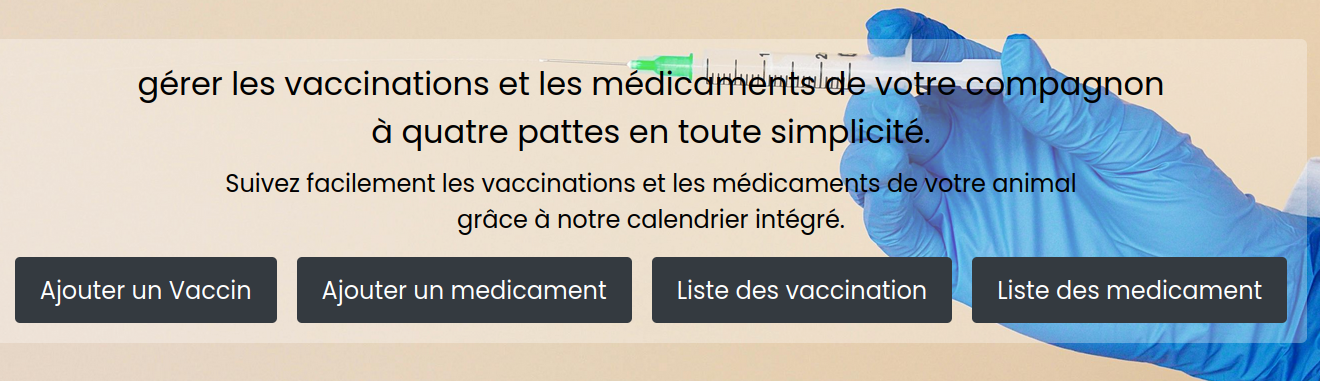 gérer les vaccinations et les médicaments de votre compagnon
à quatre pattes en toute simplicité.
Suivez facilement les vaccinations et les médicaments de votre animal
grâce à notre calendrier intégré.
Ajouter un Vaccin
Ajouter un medicament
Liste des vaccination
Liste des medicament